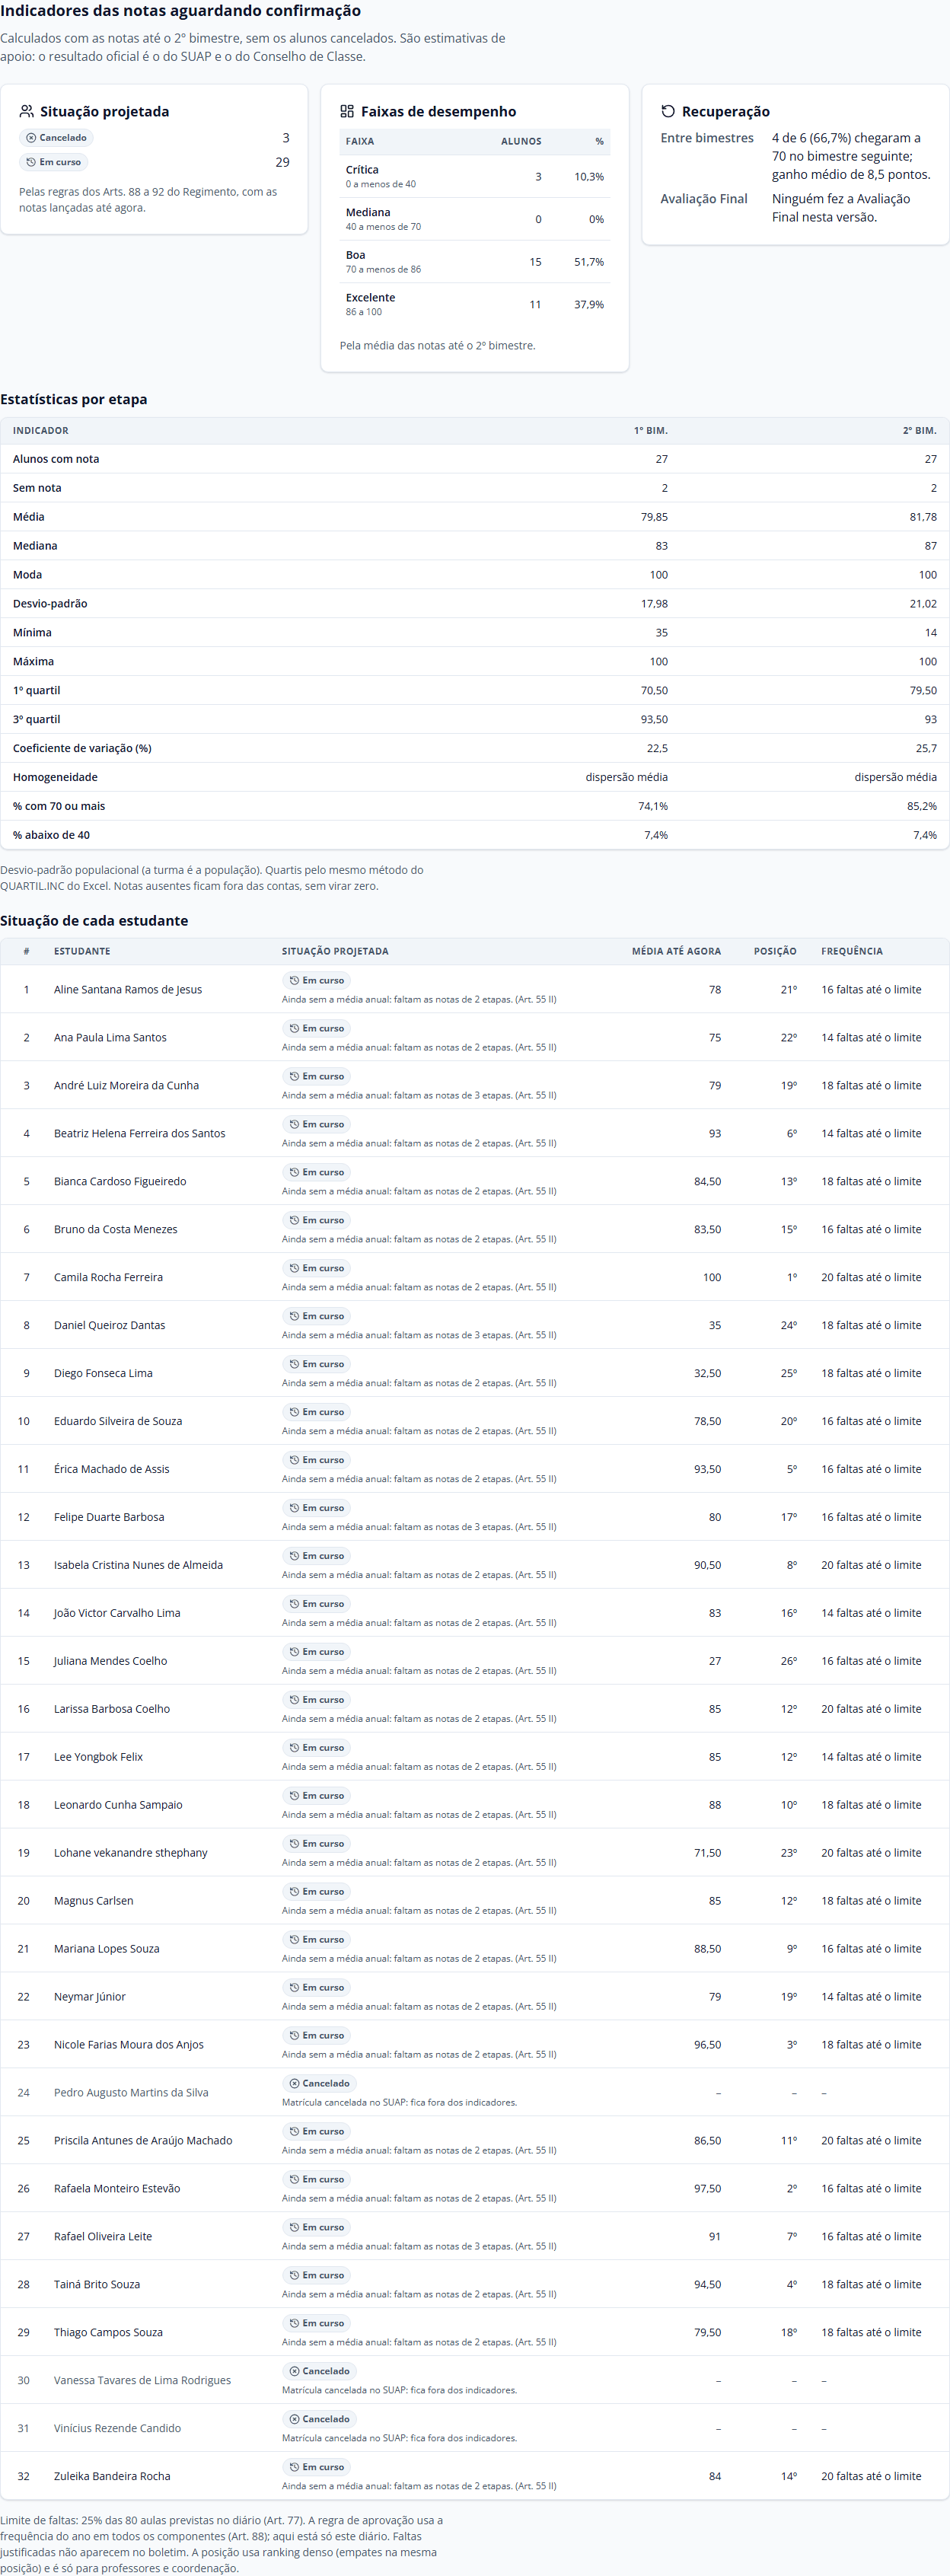 Indicadores das notas aguardando confirmação
Calculados com as notas até o 2º bimestre, sem os alunos cancelados. São estimativas de
apoio: o resultado oficial é o do SUAP e o do Conselho de Classe.
Situação projetada
Cancelado 3
Em curso 29
Pelas regras dos Arts. 88 a 92 do Regimento, com as
notas lançadas até agora.
Faixas de desempenho
FAIXA ALUNOS %
Crítica
0 a menos de 40
3 10,3%
Mediana
40 a menos de 70
0 0%
Boa
70 a menos de 86
15 51,7%
Excelente
86 a 100
11 37,9%
Pela média das notas até o 2º bimestre.
Recuperação
Entre bimestres 4 de 6 (66,7%) chegaram a
70 no bimestre seguinte;
ganho médio de 8,5 pontos.
Avaliação Final Ninguém fez a Avaliação
Final nesta versão.
Estatísticas por etapa
INDICADOR 1º BIM. 2º BIM.
Alunos com nota 27 27
Sem nota 2 2
Média 79,85 81,78
Mediana 83 87
Moda 100 100
Desvio-padrão 17,98 21,02
Mínima 35 14
Máxima 100 100
1º quartil 70,50 79,50
3º quartil 93,50 93
Coeficiente de variação (%) 22,5 25,7
Homogeneidade dispersão média dispersão média
% com 70 ou mais 74,1% 85,2%
% abaixo de 40 7,4% 7,4%
Desvio-padrão populacional (a turma é a população). Quartis pelo mesmo método do
QUARTIL.INC do Excel. Notas ausentes ficam fora das contas, sem virar zero.
Situação de cada estudante
# ESTUDANTE SITUAÇÃO PROJETADA MÉDIA ATÉ AGORA POSIÇÃO FREQUÊNCIA
1 Aline Santana Ramos de Jesus Em curso 78 21º 16 faltas até o limite
Ainda sem a média anual: faltam as notas de 2 etapas. (Art. 55 II)
2 Ana Paula Lima Santos Em curso 75 22º 14 faltas até o limite
Ainda sem a média anual: faltam as notas de 2 etapas. (Art. 55 II)
3 André Luiz Moreira da Cunha Em curso 79 19º 18 faltas até o limite
Ainda sem a média anual: faltam as notas de 3 etapas. (Art. 55 II)
4 Beatriz Helena Ferreira dos Santos Em curso 93 6º 14 faltas até o limite
Ainda sem a média anual: faltam as notas de 2 etapas. (Art. 55 II)
5 Bianca Cardoso Figueiredo Em curso 84,50 13º 18 faltas até o limite
Ainda sem a média anual: faltam as notas de 2 etapas. (Art. 55 II)
6 Bruno da Costa Menezes Em curso 83,50 15º 16 faltas até o limite
Ainda sem a média anual: faltam as notas de 2 etapas. (Art. 55 II)
7 Camila Rocha Ferreira Em curso 100 1º 20 faltas até o limite
Ainda sem a média anual: faltam as notas de 2 etapas. (Art. 55 II)
8 Daniel Queiroz Dantas Em curso 35 24º 18 faltas até o limite
Ainda sem a média anual: faltam as notas de 3 etapas. (Art. 55 II)
9 Diego Fonseca Lima Em curso 32,50 25º 18 faltas até o limite
Ainda sem a média anual: faltam as notas de 2 etapas. (Art. 55 II)
10 Eduardo Silveira de Souza Em curso 78,50 20º 16 faltas até o limite
Ainda sem a média anual: faltam as notas de 2 etapas. (Art. 55 II)
11 Érica Machado de Assis Em curso 93,50 5º 16 faltas até o limite
Ainda sem a média anual: faltam as notas de 2 etapas. (Art. 55 II)
12 Felipe Duarte Barbosa Em curso 80 17º 16 faltas até o limite
Ainda sem a média anual: faltam as notas de 3 etapas. (Art. 55 II)
13 Isabela Cristina Nunes de Almeida Em curso 90,50 8º 20 faltas até o limite
Ainda sem a média anual: faltam as notas de 2 etapas. (Art. 55 II)
14 João Victor Carvalho Lima Em curso 83 16º 14 faltas até o limite
Ainda sem a média anual: faltam as notas de 2 etapas. (Art. 55 II)
15 Juliana Mendes Coelho Em curso 27 26º 16 faltas até o limite
Ainda sem a média anual: faltam as notas de 2 etapas. (Art. 55 II)
16 Larissa Barbosa Coelho Em curso 85 12º 20 faltas até o limite
Ainda sem a média anual: faltam as notas de 2 etapas. (Art. 55 II)
17 Lee Yongbok Felix Em curso 85 12º 14 faltas até o limite
Ainda sem a média anual: faltam as notas de 2 etapas. (Art. 55 II)
18 Leonardo Cunha Sampaio Em curso 88 10º 18 faltas até o limite
Ainda sem a média anual: faltam as notas de 2 etapas. (Art. 55 II)
19 Lohane vekanandre sthephany Em curso 71,50 23º 20 faltas até o limite
Ainda sem a média anual: faltam as notas de 2 etapas. (Art. 55 II)
20 Magnus Carlsen Em curso 85 12º 18 faltas até o limite
Ainda sem a média anual: faltam as notas de 2 etapas. (Art. 55 II)
21 Mariana Lopes Souza Em curso 88,50 9º 16 faltas até o limite
Ainda sem a média anual: faltam as notas de 2 etapas. (Art. 55 II)
22 Neymar Júnior Em curso 79 19º 14 faltas até o limite
Ainda sem a média anual: faltam as notas de 2 etapas. (Art. 55 II)
23 Nicole Farias Moura dos Anjos Em curso 96,50 3º 18 faltas até o limite
Ainda sem a média anual: faltam as notas de 2 etapas. (Art. 55 II)
24 Pedro Augusto Martins da Silva Cancelado – – –
Matrícula cancelada no SUAP: fica fora dos indicadores.
25 Priscila Antunes de Araújo Machado Em curso 86,50 11º 20 faltas até o limite
Ainda sem a média anual: faltam as notas de 2 etapas. (Art. 55 II)
26 Rafaela Monteiro Estevão Em curso 97,50 2º 16 faltas até o limite
Ainda sem a média anual: faltam as notas de 2 etapas. (Art. 55 II)
27 Rafael Oliveira Leite Em curso 91 7º 16 faltas até o limite
Ainda sem a média anual: faltam as notas de 3 etapas. (Art. 55 II)
28 Tainá Brito Souza Em curso 94,50 4º 18 faltas até o limite
Ainda sem a média anual: faltam as notas de 2 etapas. (Art. 55 II)
29 Thiago Campos Souza Em curso 79,50 18º 18 faltas até o limite
Ainda sem a média anual: faltam as notas de 2 etapas. (Art. 55 II)
30 Vanessa Tavares de Lima Rodrigues Cancelado – – –
Matrícula cancelada no SUAP: fica fora dos indicadores.
31 Vinícius Rezende Candido Cancelado – – –
Matrícula cancelada no SUAP: fica fora dos indicadores.
32 Zuleika Bandeira Rocha Em curso 84 14º 20 faltas até o limite
Ainda sem a média anual: faltam as notas de 2 etapas. (Art. 55 II)
Limite de faltas: 25% das 80 aulas previstas no diário (Art. 77). A regra de aprovação usa a
frequência do ano em todos os componentes (Art. 88); aqui está só este diário. Faltas
justificadas não aparecem no boletim. A posição usa ranking denso (empates na mesma
posição) e é só para professores e coordenação.